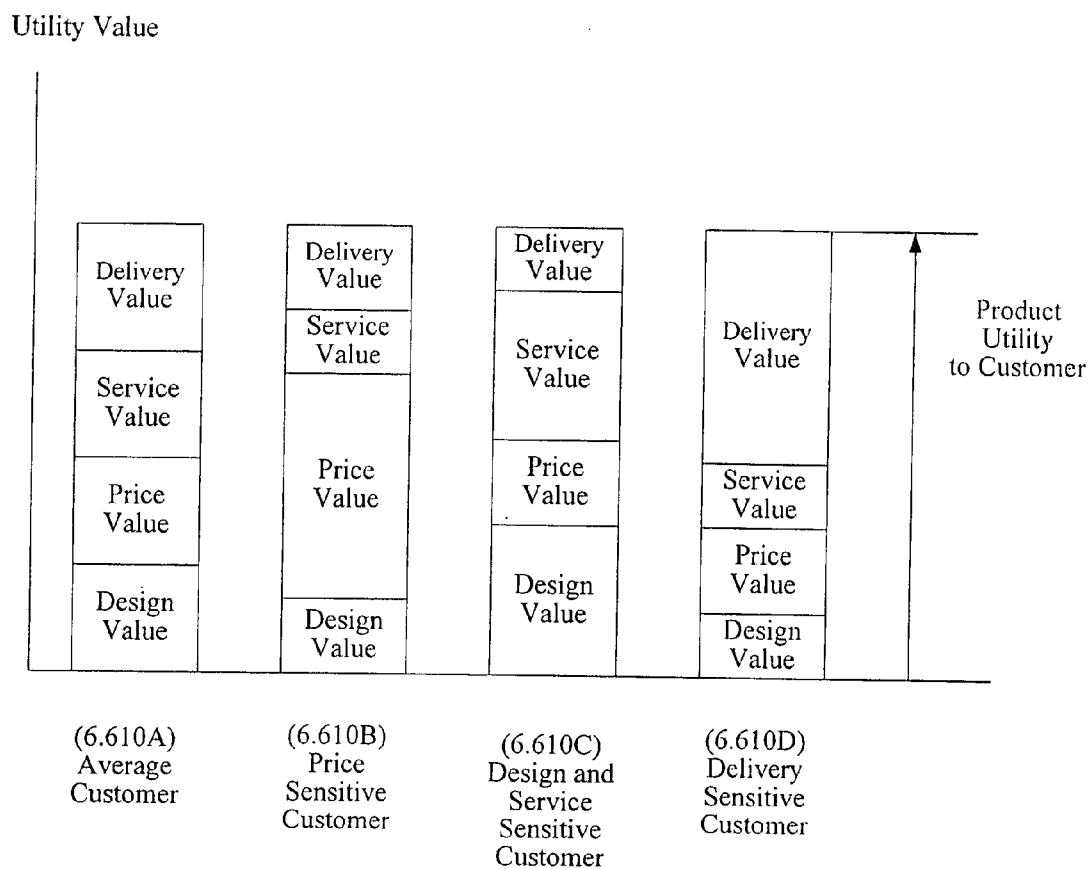 Utility Value
Delivery
Value
Service
Value
Price
Value
Design
Value
Delivery
Value
Service
Value
Price
Value
Design
Value
Delivery
Value
Service
Value
Price
Value
Design
Value
Delivery
Value
Service
Value
Price
Value
Design
Value
Product
Utility
to Customer
(6.610A)
Average
Customer
(6.610B)
Price
Sensitive
Customer
(6.610C)
Design and
Service
Sensitive
Customer
(6.610D)
Delivery
Sensitive
Customer